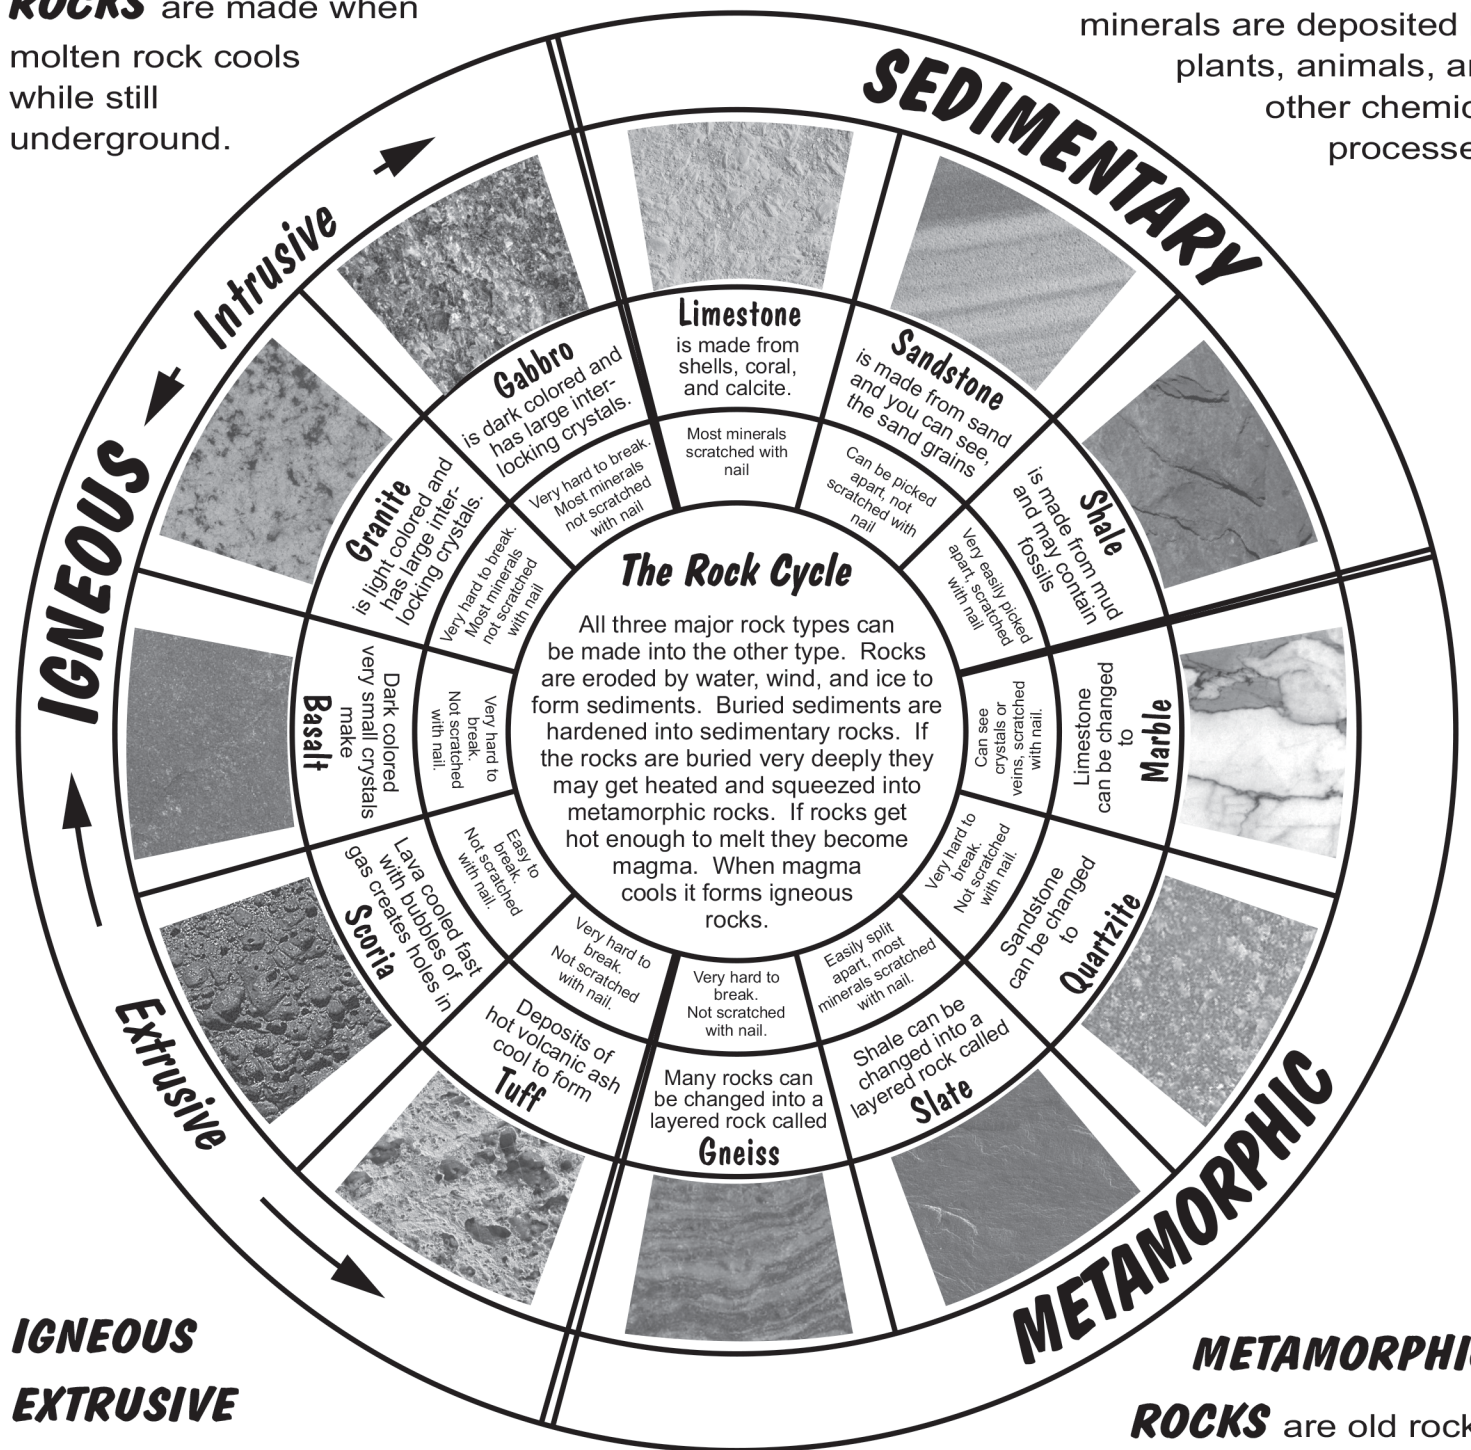 ROCKS are made when
molten rock cools
while still
underground.
minerals are deposited
plants, animals,
other
IGNEOUS
Intrusive
Extrusive
SEDIMENTARY
METAMORPHIC
Limestone
is made from
shells, coral,
and calcite.
Most minerals
scratched with
nail
Sandstone
is made from sand
and you can see,
the sand grains
Can be picked
apart, not
scratched with
nail
Shale
is made from mud
and may contain
fossils
Very easily picked
apart, scratched
with nail
Limestone
can be changed
to
Marble
Can see
crystals or
veins, scratched
with nail.
Sandstone
can be changed
to
Quartzite
Very hard to
break.
Not scratched
with nail.
Shale can be
changed into a
layered rock called
Slate
Easily split
apart, most
minerals scratched
with nail.
Many rocks can
be changed into a
layered rock called
Gneiss
Very hard to
break.
Not scratched
with nail.
Deposits of
hot volcanic ash
cool to form
Tuff
Very hard to
break.
Not scratched
with nail.
Lava cooled fast
with bubbles of
gas creates holes in
Scoria
Easy to
break.
Not scratched
with nail.
Dark colored
very small crystals
make
Basalt
Very hard to
break.
Not scratched
with nail.
Granite
is light colored and
has large inter-
locking crystals.
Very hard to break.
Most minerals
not scratched
with nail
Gabbro
is dark colored and
has large inter-
locking crystals.
Very hard to break.
Most minerals
not scratched
with nail
The Rock Cycle
All three major rock types can
be made into the other type. Rocks
are eroded by water, wind, and ice to
form sediments. Buried sediments are
hardened into sedimentary rocks. If
the rocks are buried very deeply they
may get heated and squeezed into
metamorphic rocks. If rocks get
hot enough to melt they become
magma. When magma
cools it forms igneous
rocks.
IGNEOUS
EXTRUSIVE
METAMORPHIC
ROCKS are old rock